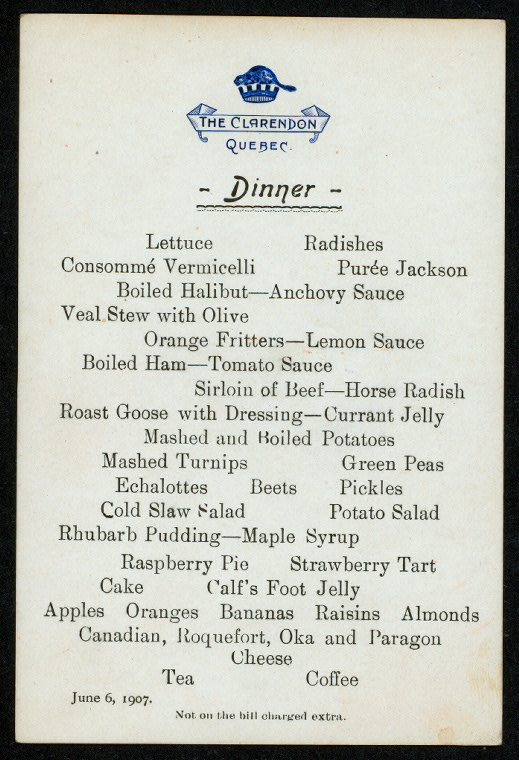 THE CLARENDON
QUEBEC.
- Dinner -
Lettuce Radishes
Consommé Vermicelli Purée Jackson
Boiled Halibut—Anchovy Sauce
Veal Stew with Olive
Orange Fritters—Lemon Sauce
Boiled Ham—Tomato Sauce
Sirloin of Beef—Horse Radish
Roast Goose with Dressing—Currant Jelly
Mashed and Boiled Potatoes
Mashed Turnips Green Peas
Echalottes Beets Pickles
Cold Slaw Salad Potato Salad
Rhubarb Pudding—Maple Syrup
Raspberry Pie Strawberry Tart
Cake Calf's Foot Jelly
Apples Oranges Bananas Raisins Almonds
Canadian, Roquefort, Oka and Paragon
Cheese
Tea Coffee
June 6, 1907.
Not on the bill charged extra.